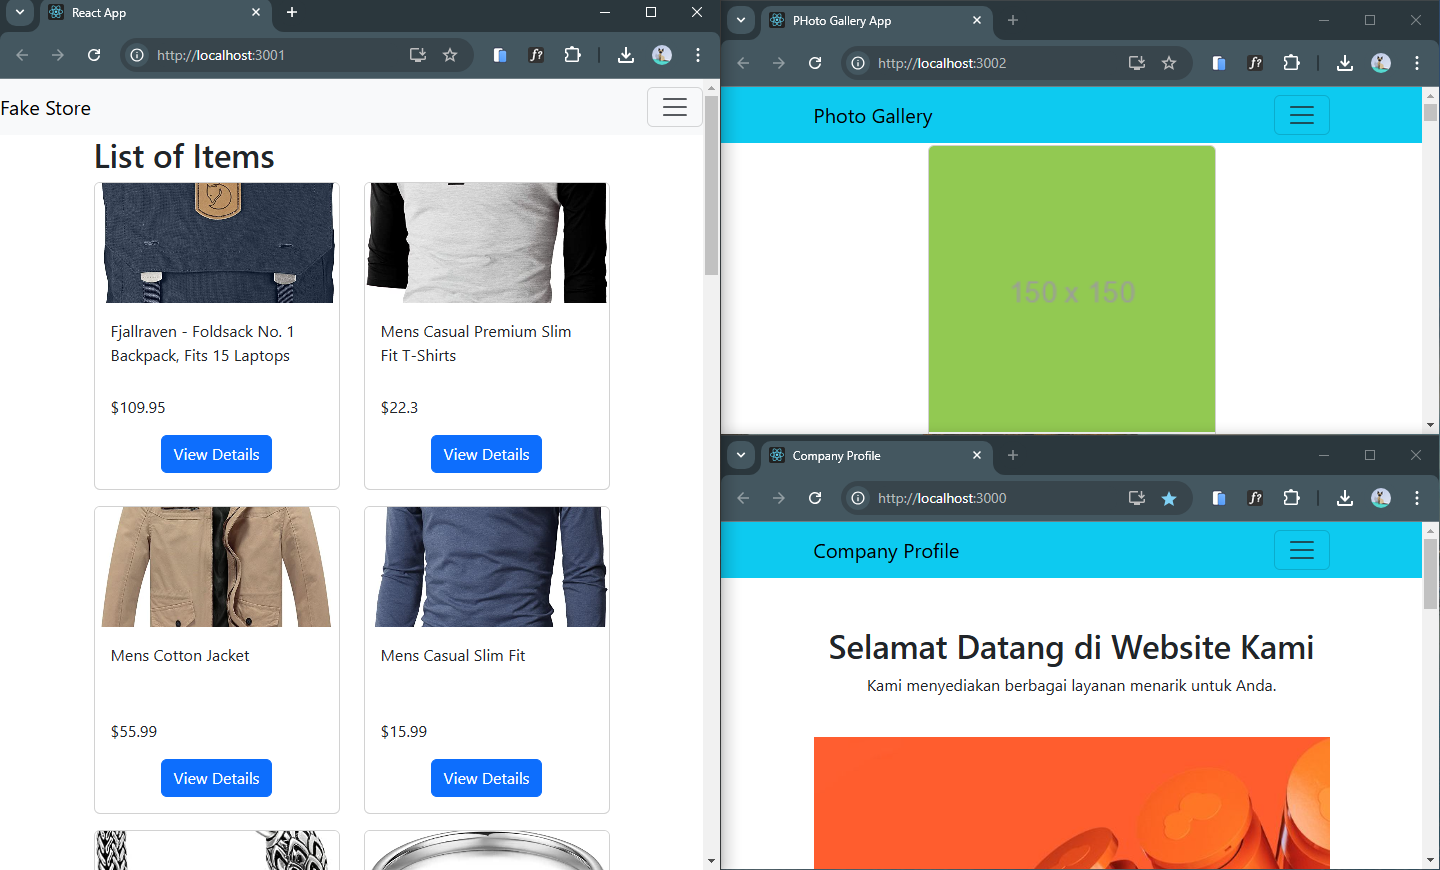 React App
http://localhost:3001
Fake Store
List of Items
Fjallraven - Foldsack No. 1
Backpack, Fits 15 Laptops
$109.95
View Details
Mens Casual Premium Slim
Fit T-Shirts
$22.3
View Details
Mens Cotton Jacket
$55.99
View Details
Mens Casual Slim Fit
$15.99
View Details
PHoto Gallery App
http://localhost:3002
f?
Photo Gallery
150 x 150
Company Profile
http://localhost:3000
f?
Company Profile
Selamat Datang di Website Kami
Kami menyediakan berbagai layanan menarik untuk Anda.